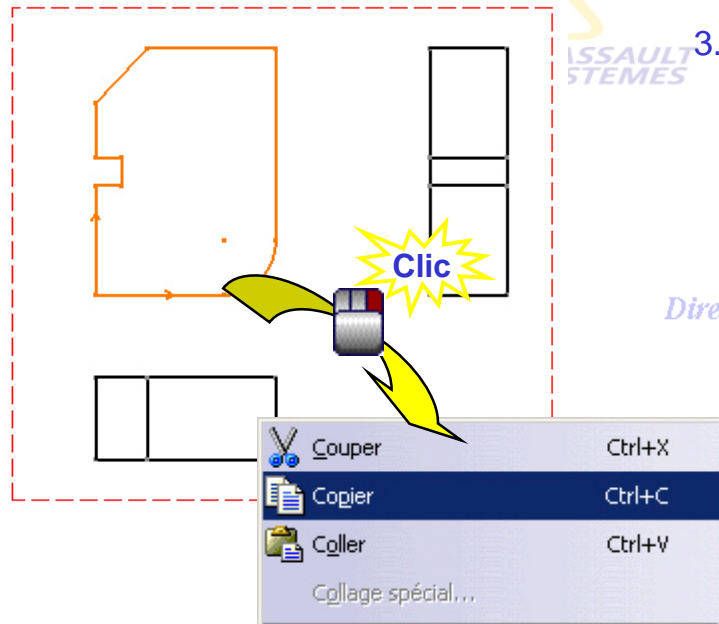 3.
ASSAULT
STEMES
Clic
Dire
Couper Ctrl+X
Copier Ctrl+C
Coller Ctrl+V
Collage spécial...